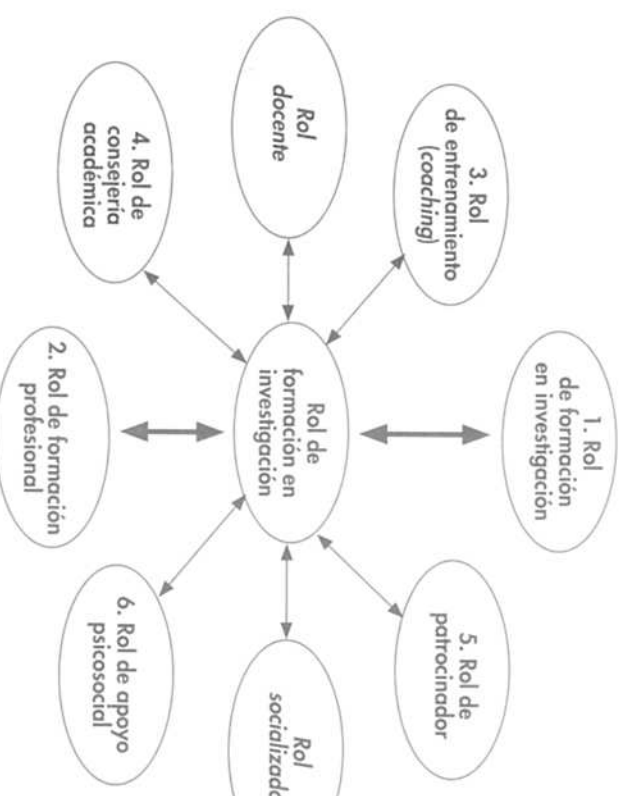 1. Rol
de formación
en investigación
3. Rol
de entrenamiento
(coaching)
5. Rol de
patrocinador
Rol
docente
Rol de
formación en
investigación
Rol
4. Rol de
consejería
académica
6. Rol de apoyo
psicosocial
2. Rol de formación
profesional